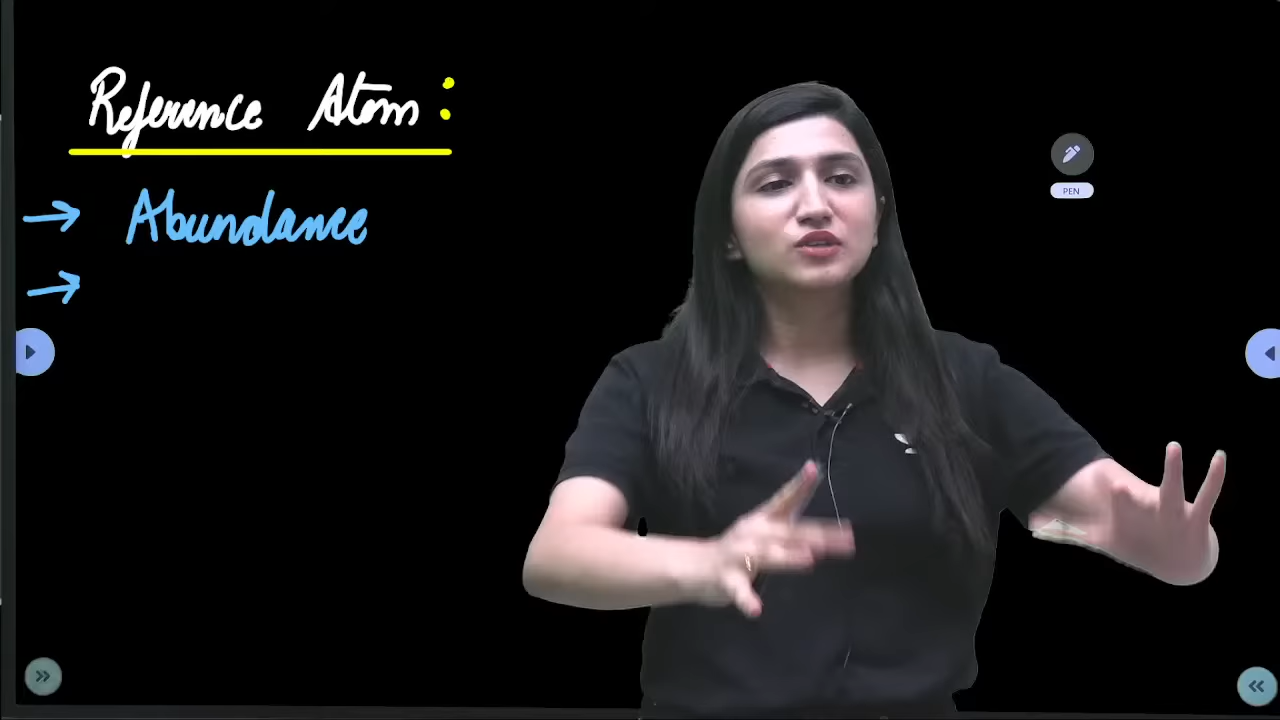 Reference Atom :
→ Abundance
→
PEN